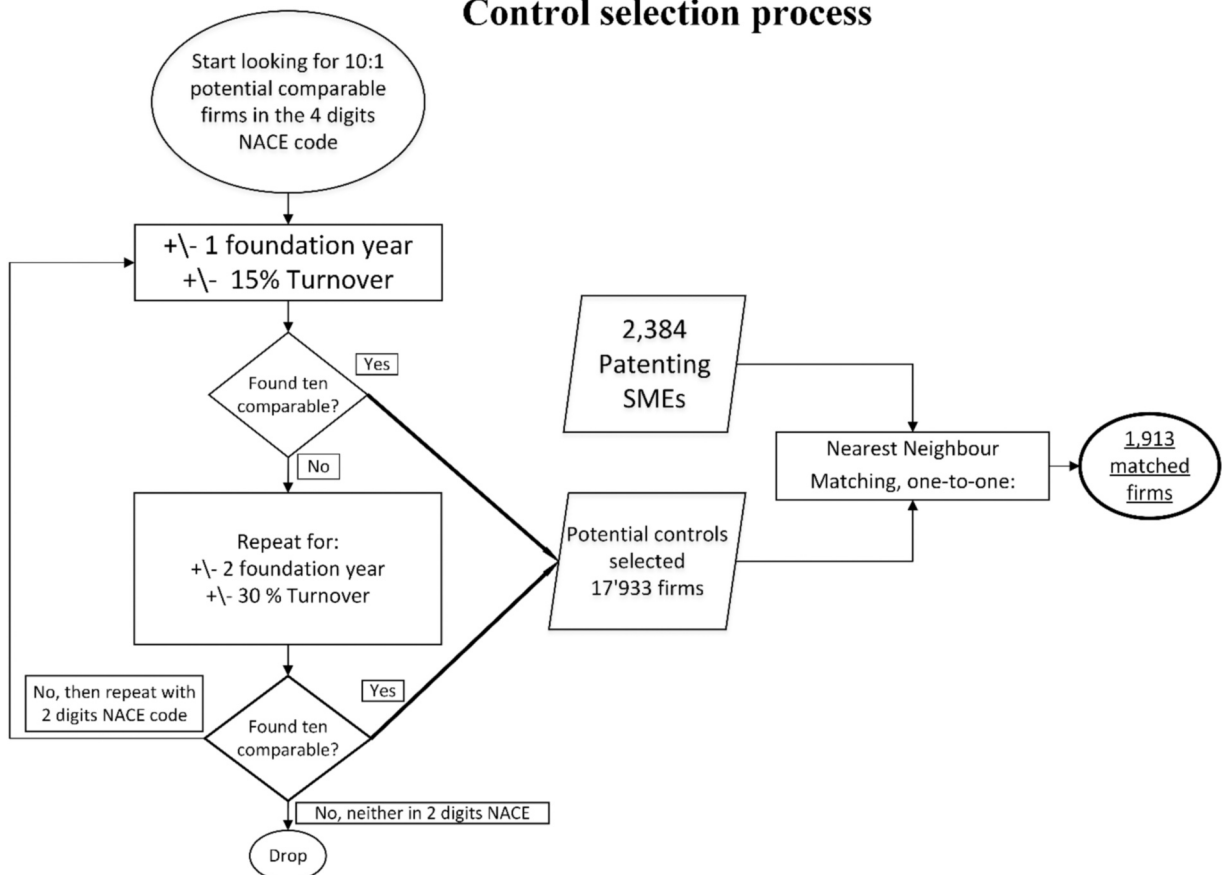 Control selection process
Start looking for 10:1
potential comparable
firms in the 4 digits
NACE code
+\- 1 foundation year
+\- 15% Turnover
Found ten
comparable?
Yes
No
Repeat for:
+\- 2 foundation year
+\- 30 % Turnover
No, then repeat with
2 digits NACE code
Found ten
comparable?
Yes
No, neither in 2 digits NACE
Drop
2,384
Patenting
SMEs
Potential controls
selected
17'933 firms
Nearest Neighbour
Matching, one-to-one:
1,913
matched
firms